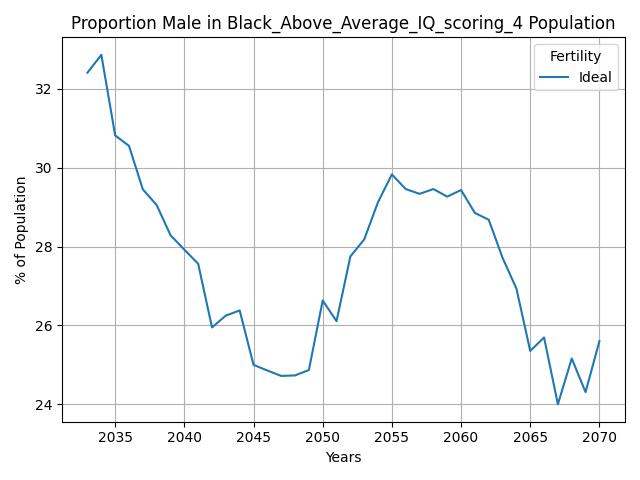 Proportion Male in Black_Above_Average_IQ_scoring_4 Population
Fertility
Ideal
% of Population
32
30
28
26
24
2035 2040 2045 2050 2055 2060 2065 2070
Years